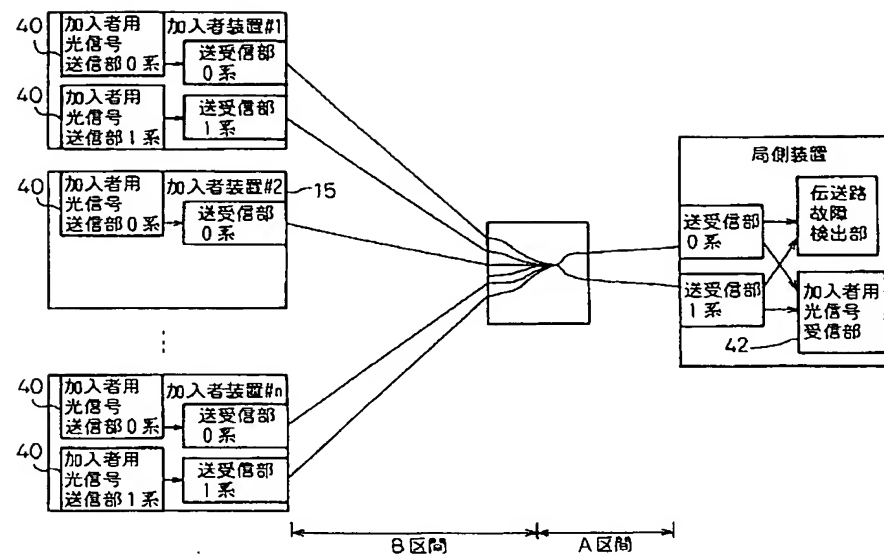 40
加入者用
光信号
送信部0系
加入者装置#1
送受信部
0系
40
加入者用
光信号
送信部1系
送受信部
1系
40
加入者用
光信号
送信部0系
加入者装置#2
15
送受信部
0系
⋮
40
加入者用
光信号
送信部0系
加入者装置#n
送受信部
0系
40
加入者用
光信号
送信部1系
送受信部
1系
局側装置
送受信部
0系
伝送路
故障
検出部
送受信部
1系
加入者用
光信号
受信部
42
B区間
A区間